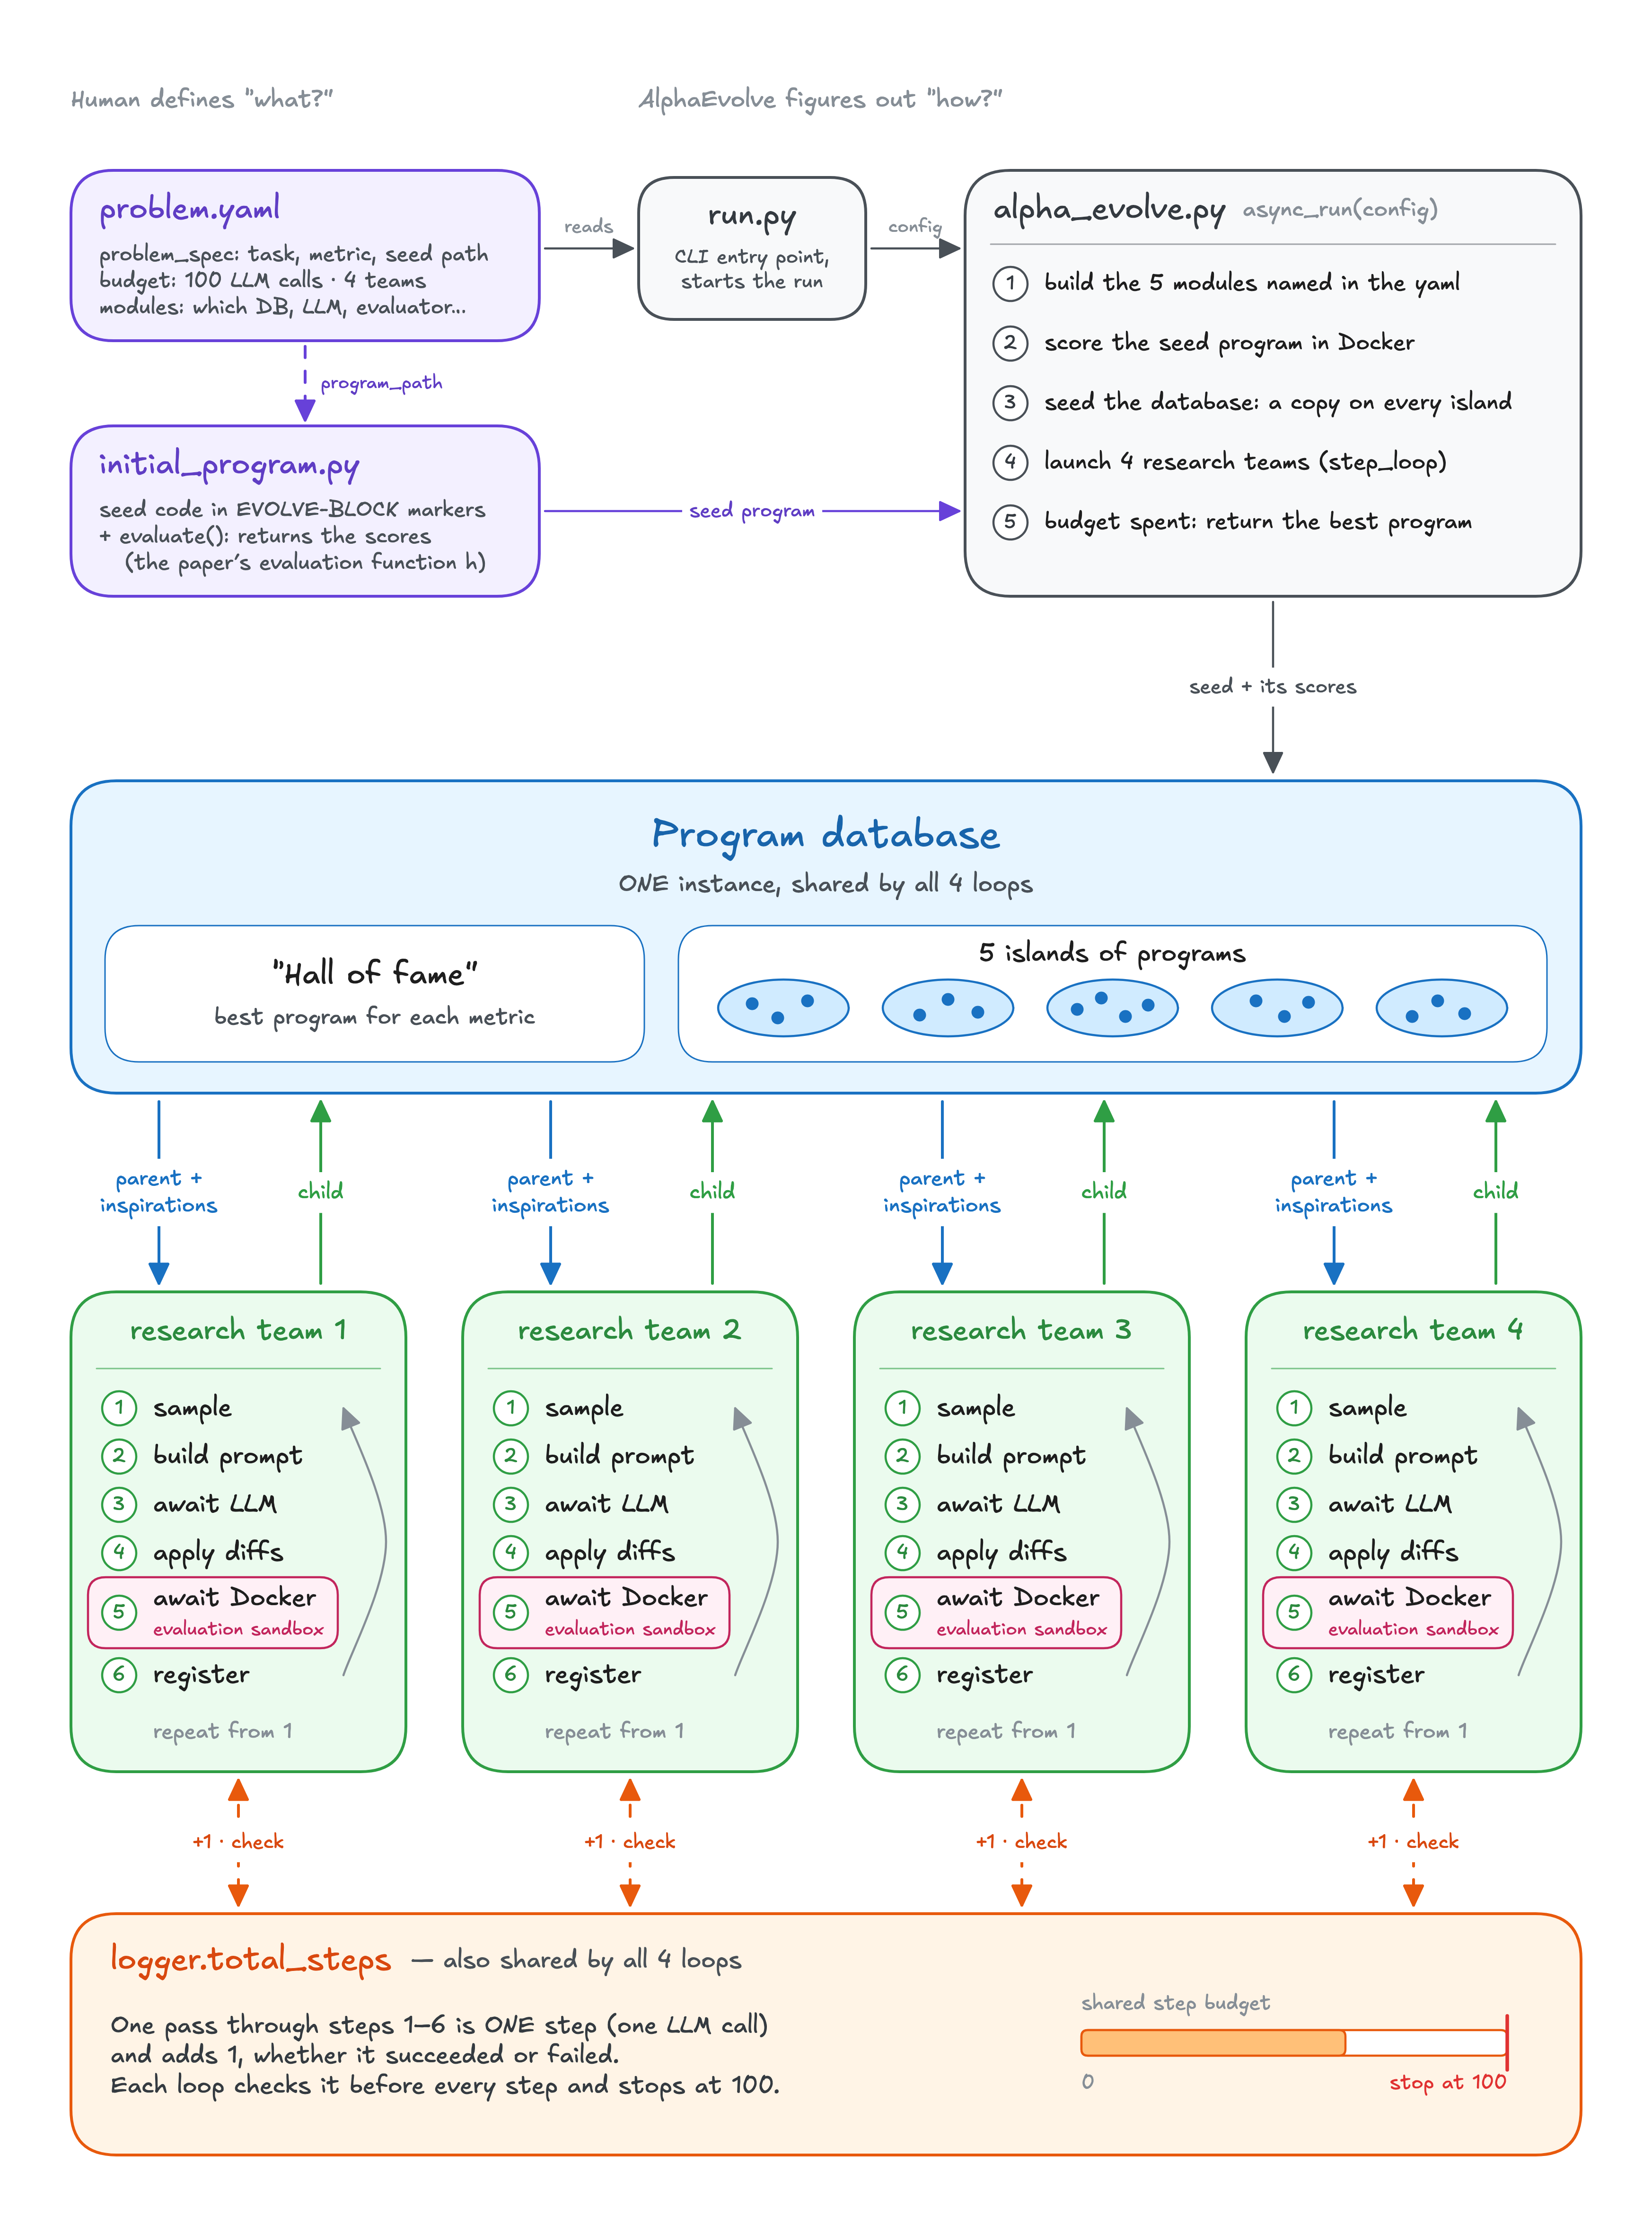 Human defines "what?"
AlphaEvolve figures out "how?"
problem.yaml
problem_spec: task, metric, seed path
budget: 100 LLM calls · 4 teams
modules: which DB, LLM, evaluator...
reads
run.py
CLI entry point,
starts the run
config
alpha_evolve.py async_run(config)
1 build the 5 modules named in the yaml
2 score the seed program in Docker
3 seed the database: a copy on every island
4 launch 4 research teams (step_loop)
5 budget spent: return the best program
program_path
initial_program.py
seed code in EVOLVE-BLOCK markers
+ evaluate(): returns the scores
(the paper's evaluation function h)
seed program
seed + its scores
Program database
ONE instance, shared by all 4 loops
"Hall of fame"
best program for each metric
5 islands of programs
parent +
inspirations
child
parent +
inspirations
child
parent +
inspirations
child
parent +
inspirations
child
research team 1
1 sample
2 build prompt
3 await LLM
4 apply diffs
5 await Docker
evaluation sandbox
6 register
repeat from 1
research team 2
1 sample
2 build prompt
3 await LLM
4 apply diffs
5 await Docker
evaluation sandbox
6 register
repeat from 1
research team 3
1 sample
2 build prompt
3 await LLM
4 apply diffs
5 await Docker
evaluation sandbox
6 register
repeat from 1
research team 4
1 sample
2 build prompt
3 await LLM
4 apply diffs
5 await Docker
evaluation sandbox
6 register
repeat from 1
+1 · check
+1 · check
+1 · check
+1 · check
logger.total_steps — also shared by all 4 loops
One pass through steps 1–6 is ONE step (one LLM call)
and adds 1, whether it succeeded or failed.
Each loop checks it before every step and stops at 100.
shared step budget
0
stop at 100